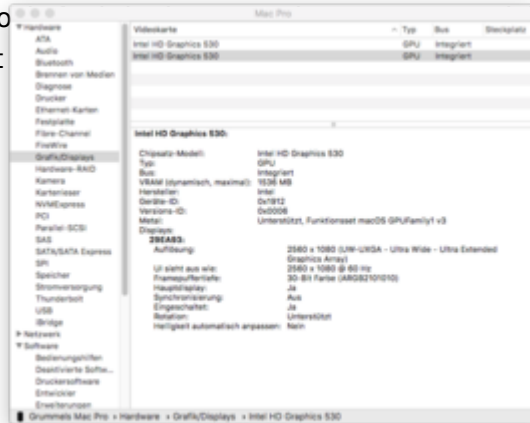 Mac Pro
Hardware
ATA
Audio
Bluetooth
Brennen von Medien
Diagnose
Drucker
Ethernet-Karten
Festplatte
Fibre-Channel
FireWire
Grafik/Displays
Hardware-RAID
Kamera
Kartenleser
NVMExpress
PCI
Parallel-SCSI
SAS
SATA/SATA Express
SPI
Speicher
Stromversorgung
Thunderbolt
USB
iBridge
Netzwerk
Software
Bedienungshilfen
Deaktivierte Softw...
Druckersoftware
Entwickler
Erweiterungen
Videokarte Typ Bus Steckplatz
Intel HD Graphics 530 GPU Integriert
Intel HD Graphics 530 GPU Integriert
Intel HD Graphics 530:
Chipsatz-Modell: Intel HD Graphics 530
Typ: GPU
Bus: Integriert
VRAM (dynamisch, maximal): 1536 MB
Hersteller: Intel
Geräte-ID: 0x1912
Versions-ID: 0x0006
Metal: Unterstützt, Funktionsset macOS GPUFamily1 v3
Displays:
29EA93:
Auflösung: 2560 x 1080 (UW-UXGA - Ultra Wide - Ultra Extended
Graphics Array)
UI sieht aus wie: 2560 x 1080 @ 60 Hz
Framepuffertiefe: 30-Bit Farbe (ARGB2101010)
Hauptdisplay: Ja
Synchronisierung: Aus
Eingeschaltet: Ja
Rotation: Unterstützt
Helligkeit automatisch anpassen: Nein
Grummels Mac Pro › Hardware › Grafik/Displays › Intel HD Graphics 530